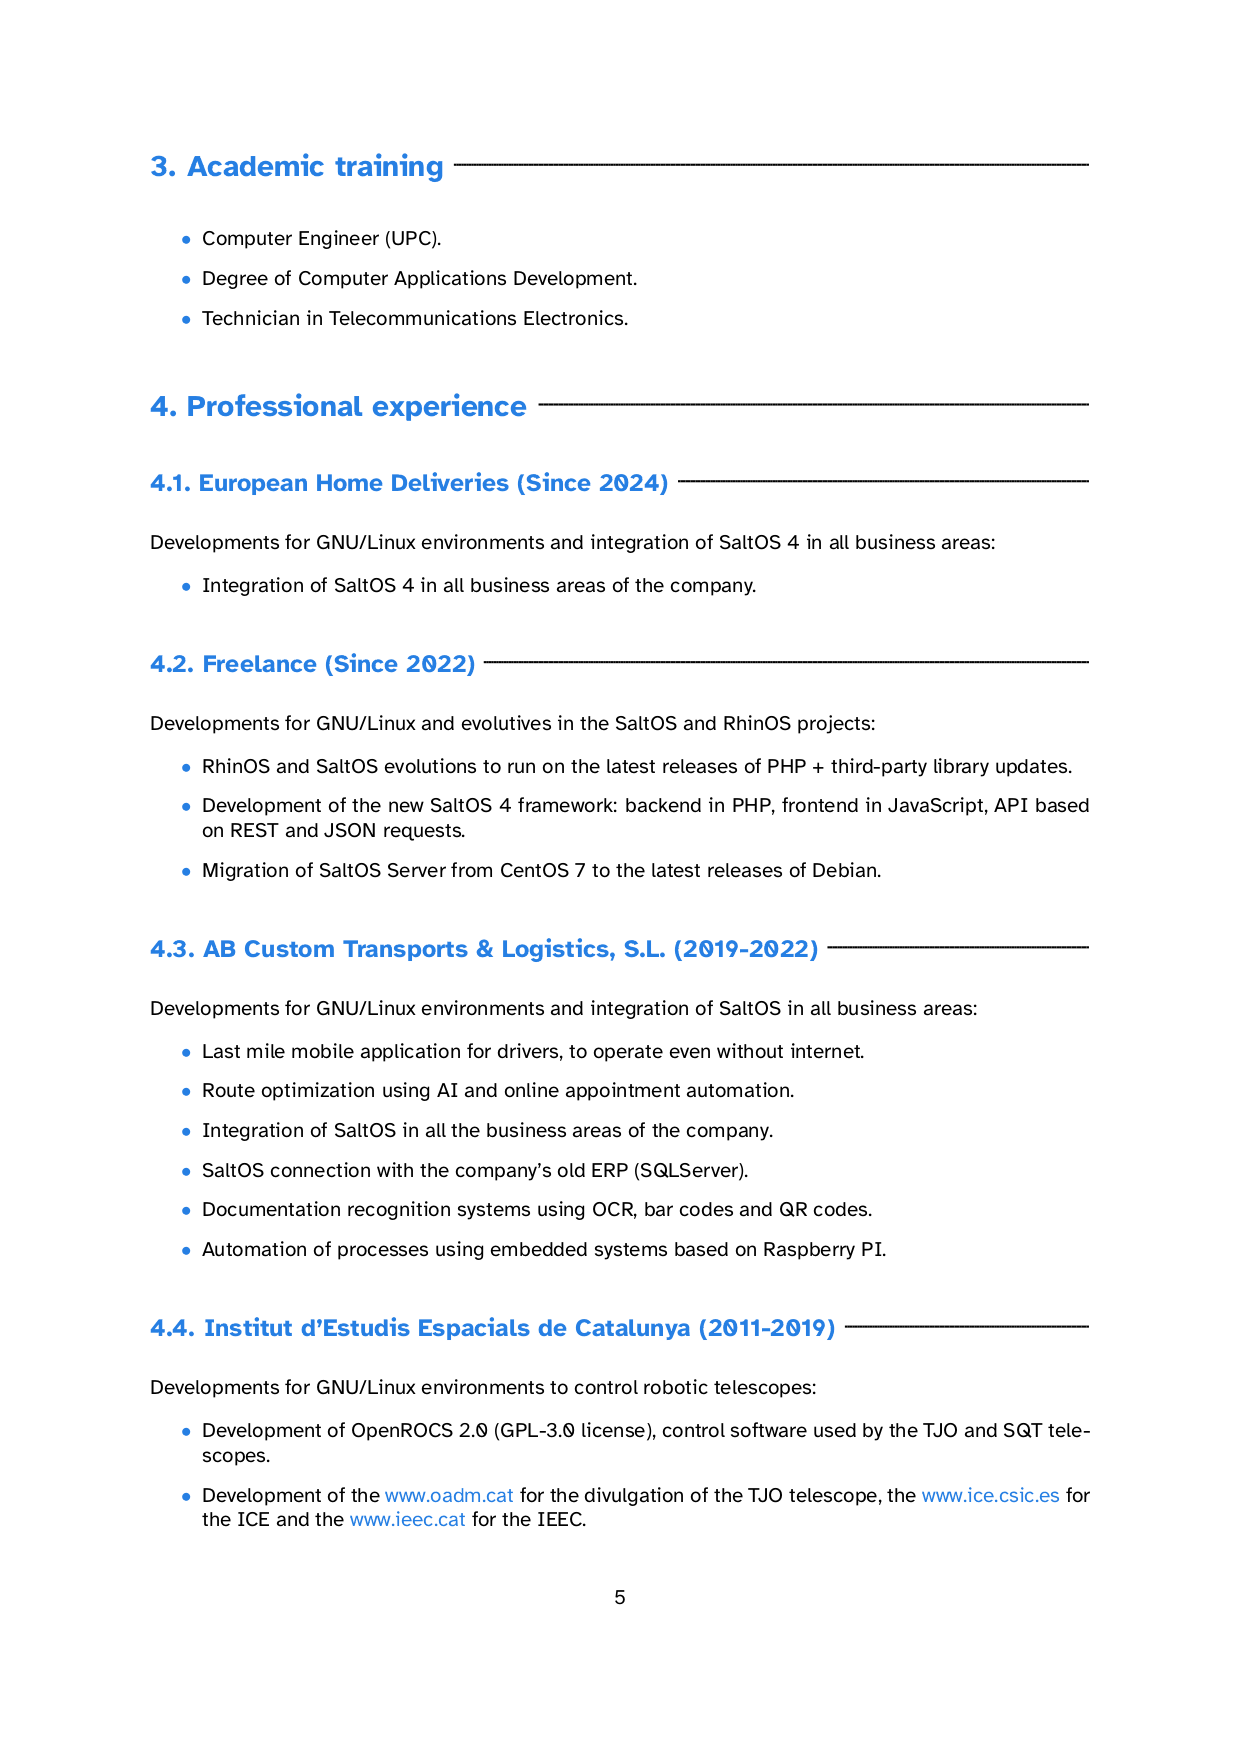 3. Academic training
• Computer Engineer (UPC).
• Degree of Computer Applications Development.
• Technician in Telecommunications Electronics.
4. Professional experience
4.1. European Home Deliveries (Since 2024)
Developments for GNU/Linux environments and integration of SaltOS 4 in all business areas:
• Integration of SaltOS 4 in all business areas of the company.
4.2. Freelance (Since 2022)
Developments for GNU/Linux and evolutives in the SaltOS and RhinOS projects:
• RhinOS and SaltOS evolutions to run on the latest releases of PHP + third-party library updates.
• Development of the new SaltOS 4 framework: backend in PHP, frontend in JavaScript, API based
on REST and JSON requests.
• Migration of SaltOS Server from CentOS 7 to the latest releases of Debian.
4.3. AB Custom Transports & Logistics, S.L. (2019-2022)
Developments for GNU/Linux environments and integration of SaltOS in all business areas:
• Last mile mobile application for drivers, to operate even without internet.
• Route optimization using AI and online appointment automation.
• Integration of SaltOS in all the business areas of the company.
• SaltOS connection with the company’s old ERP (SQLServer).
• Documentation recognition systems using OCR, bar codes and QR codes.
• Automation of processes using embedded systems based on Raspberry PI.
4.4. Institut d’Estudis Espacials de Catalunya (2011-2019)
Developments for GNU/Linux environments to control robotic telescopes:
• Development of OpenROCS 2.0 (GPL-3.0 license), control software used by the TJO and SQT tele-
scopes.
• Development of the www.oadm.cat for the divulgation of the TJO telescope, the www.ice.csic.es for
the ICE and the www.ieec.cat for the IEEC.
5